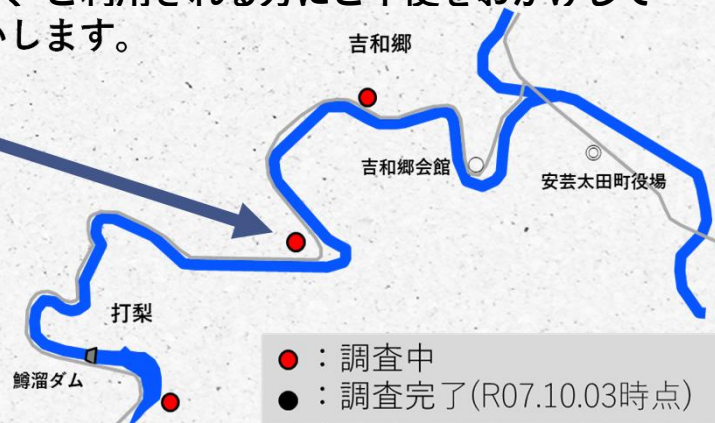 、ご利用される方にご不便をおかけして
いします。
吉和郷
吉和郷会館
安芸太田町役場
打梨
鱒溜ダム
：調査中
：調査完了(R07.10.03時点)